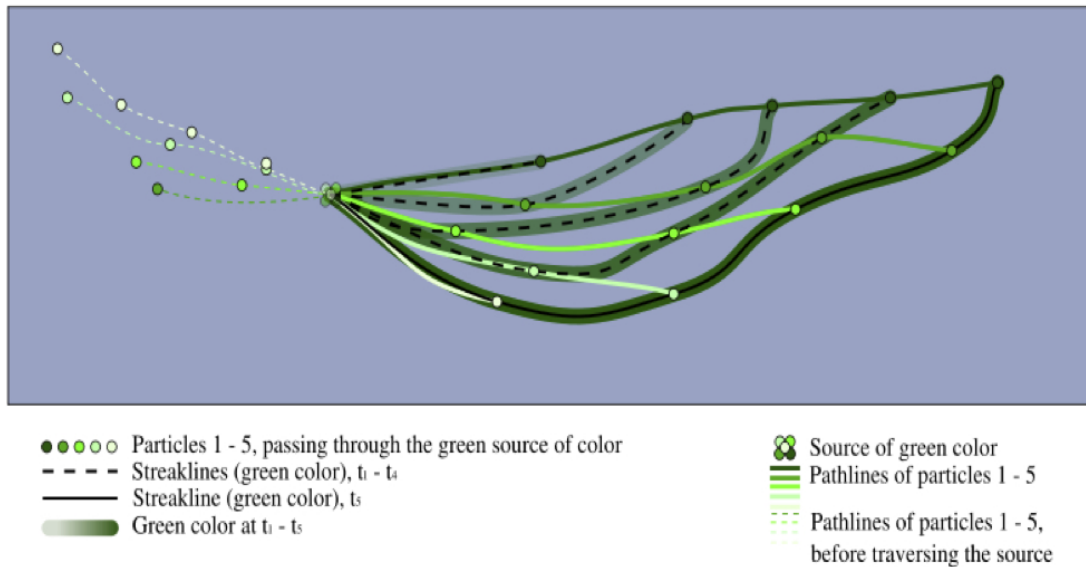 Particles 1 - 5, passing through the green source of color
Streaklines (green color), t₁ - t₄
Streakline (green color), t₅
Green color at t₁ - t₅
Source of green color
Pathlines of particles 1 - 5
Pathlines of particles 1 - 5,
before traversing the source